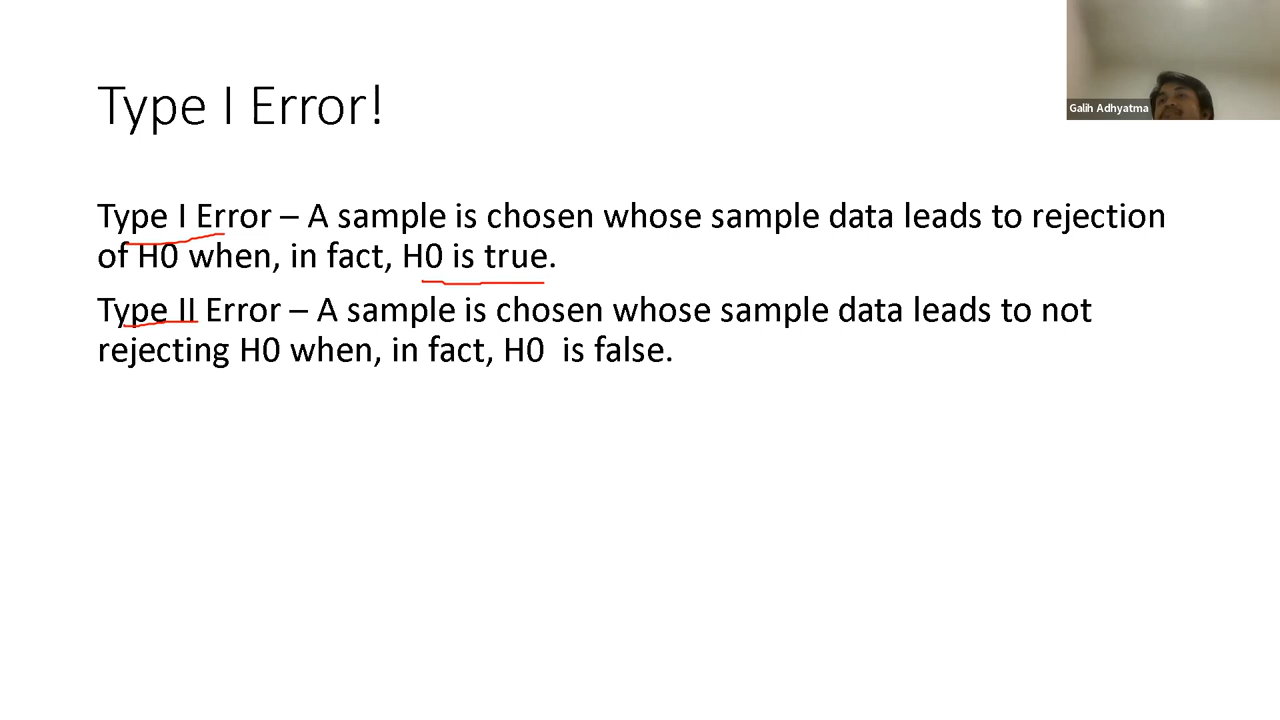 Galih Adhyatma
Type I Error!
Type I Error – A sample is chosen whose sample data leads to rejection
of H0 when, in fact, H0 is true.
Type II Error – A sample is chosen whose sample data leads to not
rejecting H0 when, in fact, H0  is false.